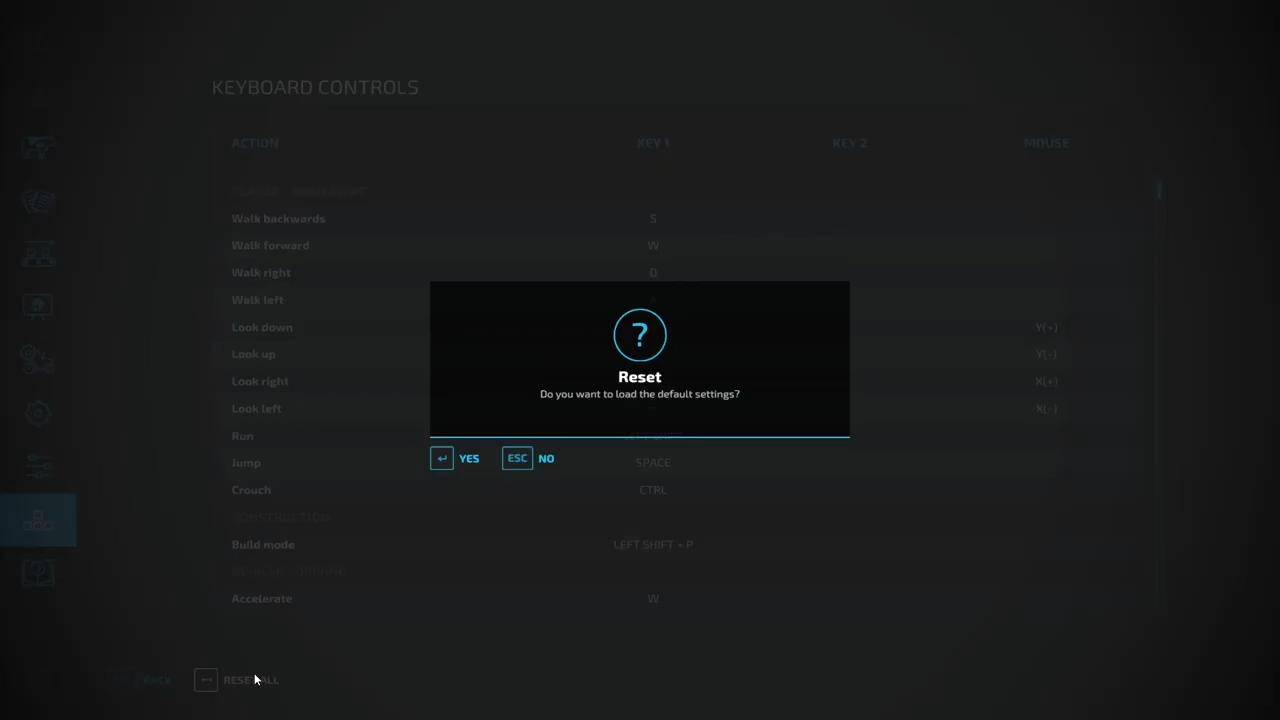 KEYBOARD CONTROLS
ACTION KEY 1 KEY 2 MOUSE
Walk backwards S
Walk forward W
Walk right D
Walk left
Look down Y(+)
Look up Y(-)
Look right X(+)
Look left X(-)
?
Reset
Do you want to load the default settings?
Run
YES ESC NO
Jump SPACE
Crouch CTRL
CONSTRUCTION
Build mode LEFT SHIFT + P
Accelerate W
BACK RESET ALL